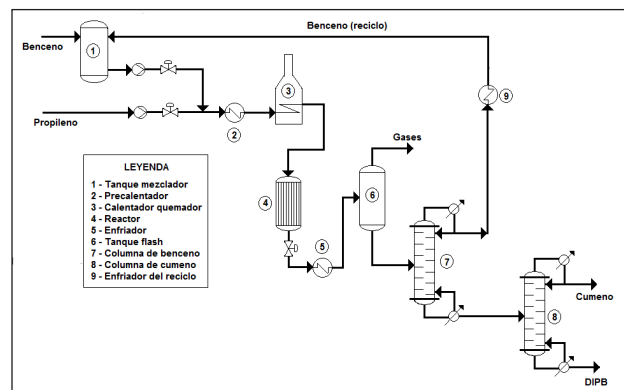 Benceno (reciclo)
Benceno
1
3
9
Propileno
2
Gases
LEYENDA
1 - Tanque mezclador
2 - Precalentador
3 - Calentador quemador
4 - Reactor
5 - Enfriador
6 - Tanque flash
7 - Columna de benceno
8 - Columna de cumeno
9 - Enfriador del reciclo
4
6
5
7
Cumeno
8
DIPB